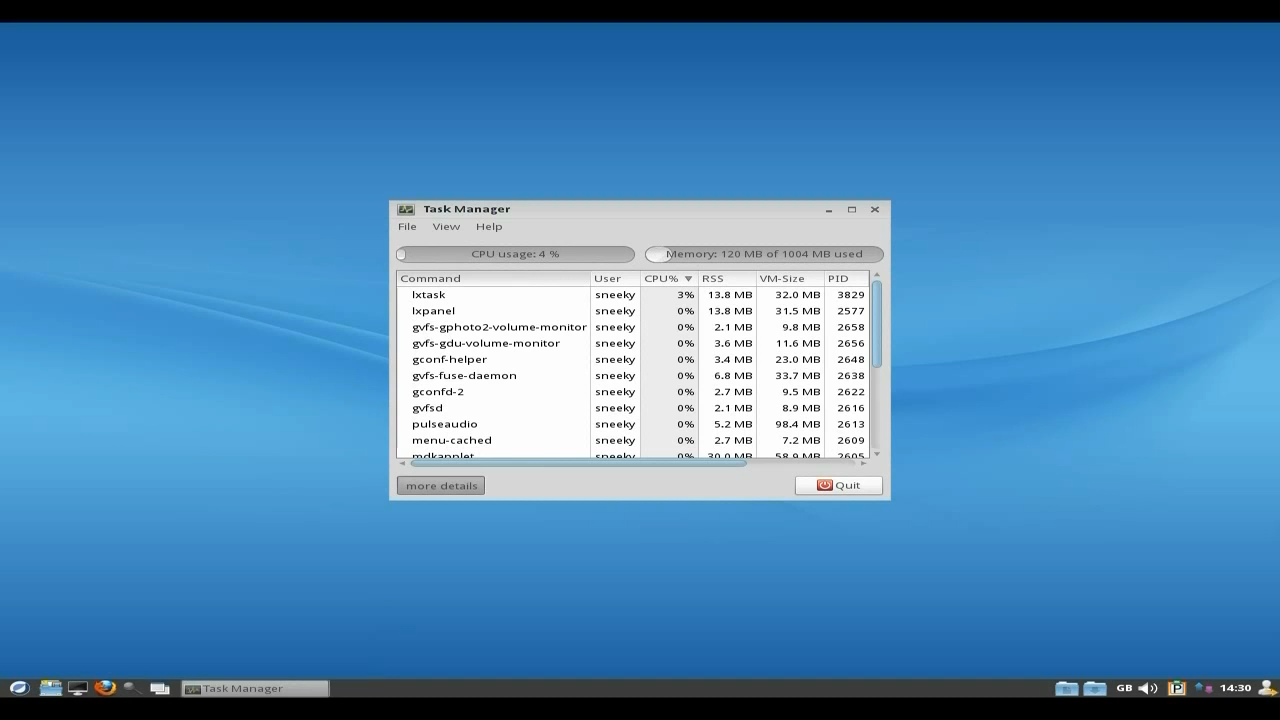 Task Manager
File View Help
CPU usage: 4 % Memory: 120 MB of 1004 MB used
Command User CPU% RSS VM-Size PID
lxtask sneeky 3% 13.8 MB 32.0 MB 3829
lxpanel sneeky 0% 13.8 MB 31.5 MB 2577
gvfs-gphoto2-volume-monitor sneeky 0% 2.1 MB 9.8 MB 2658
gvfs-gdu-volume-monitor sneeky 0% 3.6 MB 11.6 MB 2656
gconf-helper sneeky 0% 3.4 MB 23.0 MB 2648
gvfs-fuse-daemon sneeky 0% 6.8 MB 33.7 MB 2638
gconfd-2 sneeky 0% 2.7 MB 9.5 MB 2622
gvfsd sneeky 0% 2.1 MB 8.9 MB 2616
pulseaudio sneeky 0% 5.2 MB 98.4 MB 2613
menu-cached sneeky 0% 2.7 MB 7.2 MB 2609
mdkapplet sneeky 0% 30.0 MB 58.9 MB 2605
more details Quit
Task Manager GB P 14:30